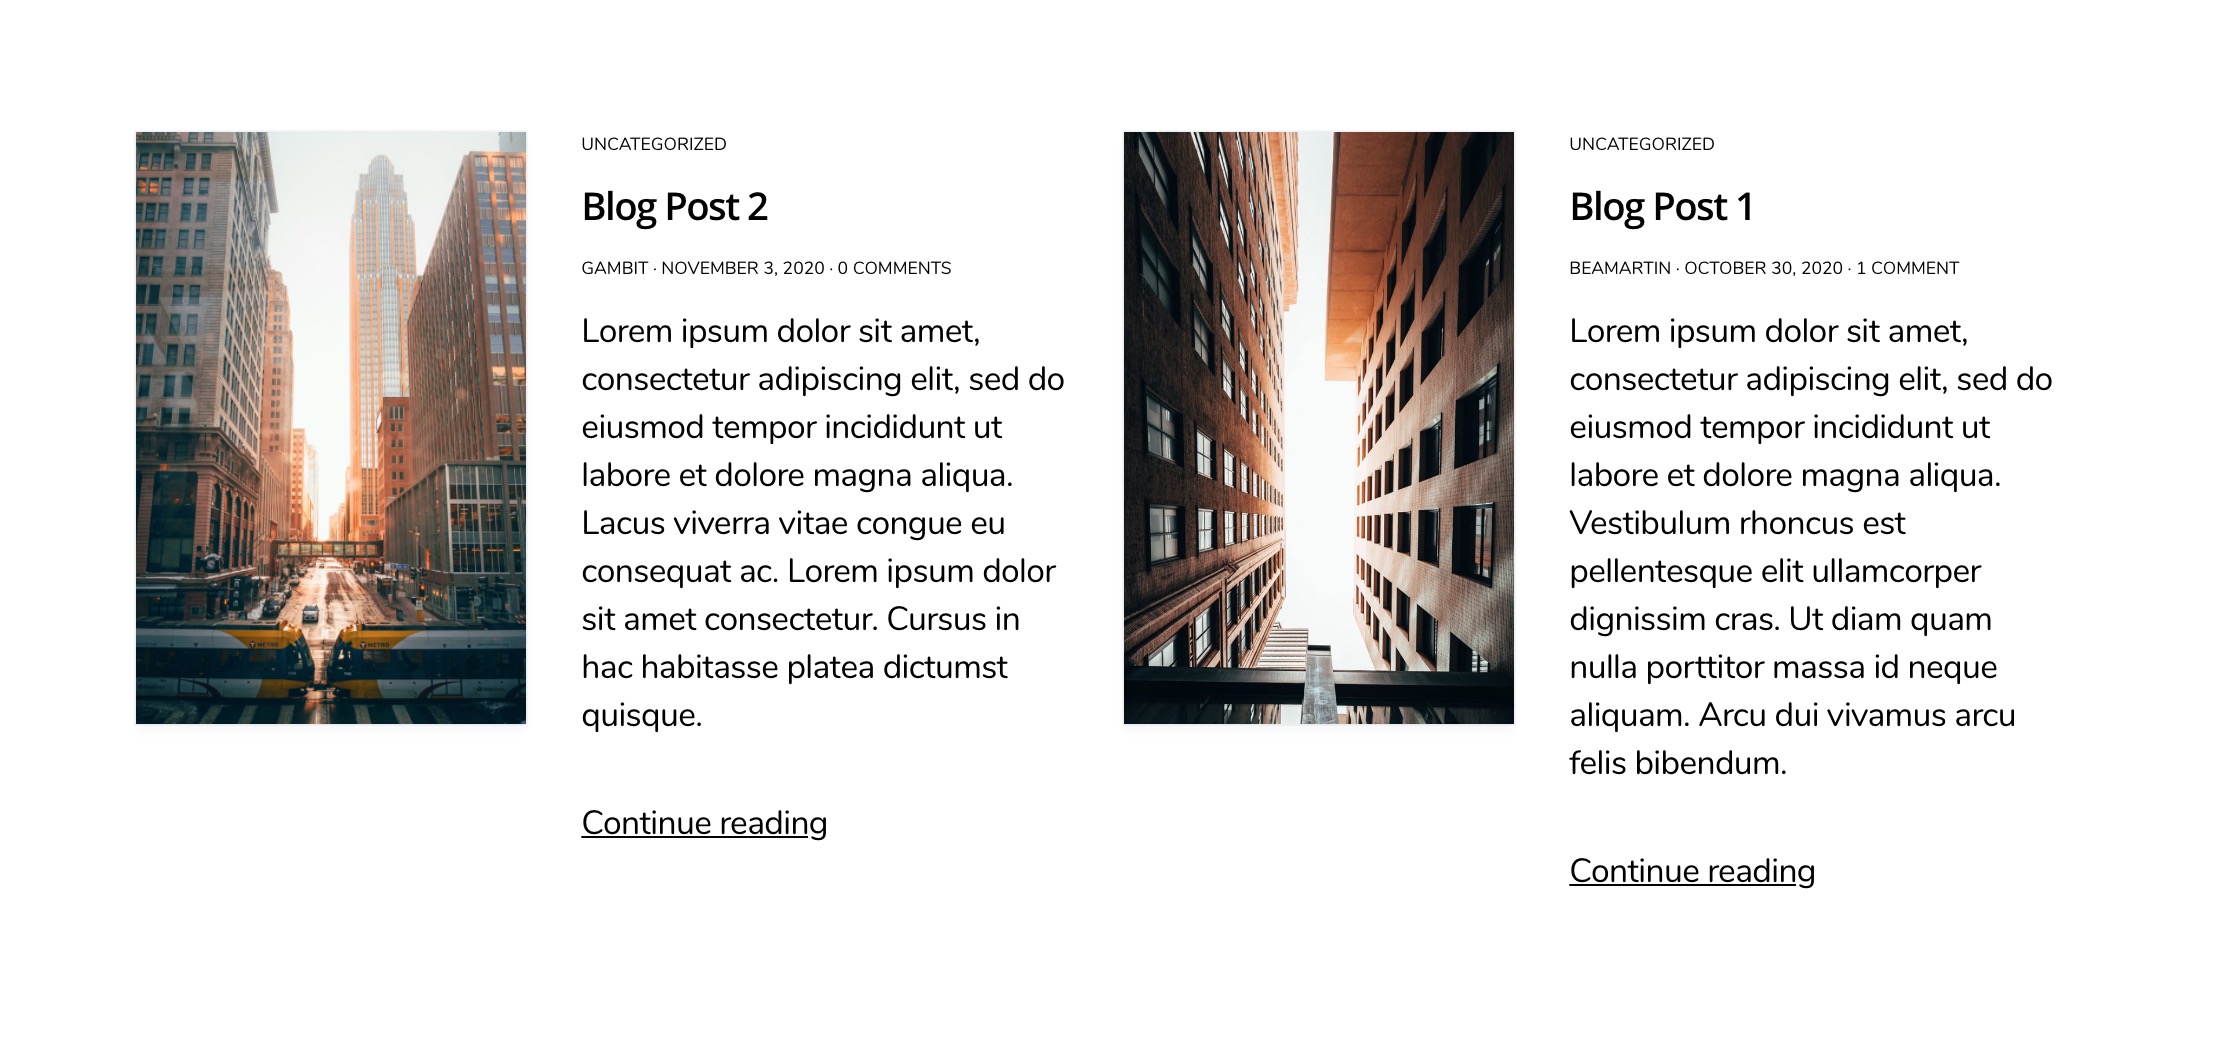 UNCATEGORIZED
Blog Post 2
GAMBIT · NOVEMBER 3, 2020 · 0 COMMENTS
Lorem ipsum dolor sit amet,
consectetur adipiscing elit, sed do
eiusmod tempor incididunt ut
labore et dolore magna aliqua.
Lacus viverra vitae congue eu
consequat ac. Lorem ipsum dolor
sit amet consectetur. Cursus in
hac habitasse platea dictumst
quisque.
Continue reading
METRO
METRO
UNCATEGORIZED
Blog Post 1
BEAMARTIN · OCTOBER 30, 2020 · 1 COMMENT
Lorem ipsum dolor sit amet,
consectetur adipiscing elit, sed do
eiusmod tempor incididunt ut
labore et dolore magna aliqua.
Vestibulum rhoncus est
pellentesque elit ullamcorper
dignissim cras. Ut diam quam
nulla porttitor massa id neque
aliquam. Arcu dui vivamus arcu
felis bibendum.
Continue reading